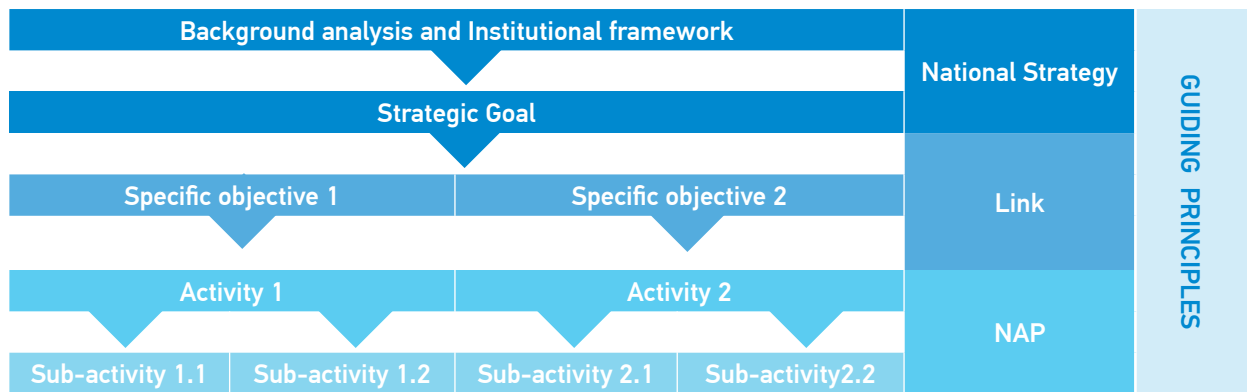 Background analysis and Institutional framework
National Strategy
Strategic Goal
Specific objective 1
Specific objective 2
Link
Activity 1
Activity 2
NAP
Sub-activity 1.1
Sub-activity 1.2
Sub-activity 2.1
Sub-activity2.2
GUIDING PRINCIPLES